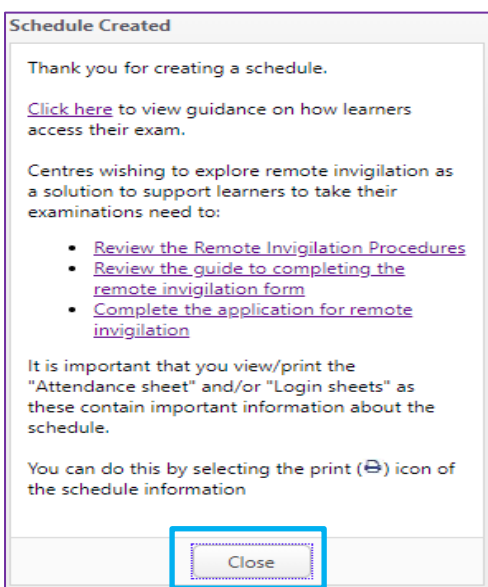 Schedule Created
Thank you for creating a schedule.
Click here to view guidance on how learners
access their exam.
Centres wishing to explore remote invigilation as
a solution to support learners to take their
examinations need to:
• Review the Remote Invigilation Procedures
• Review the guide to completing the
remote invigilation form
• Complete the application for remote
invigilation
It is important that you view/print the
"Attendance sheet" and/or "Login sheets" as
these contain important information about the
schedule.
You can do this by selecting the print (🖶) icon of
the schedule information
Close